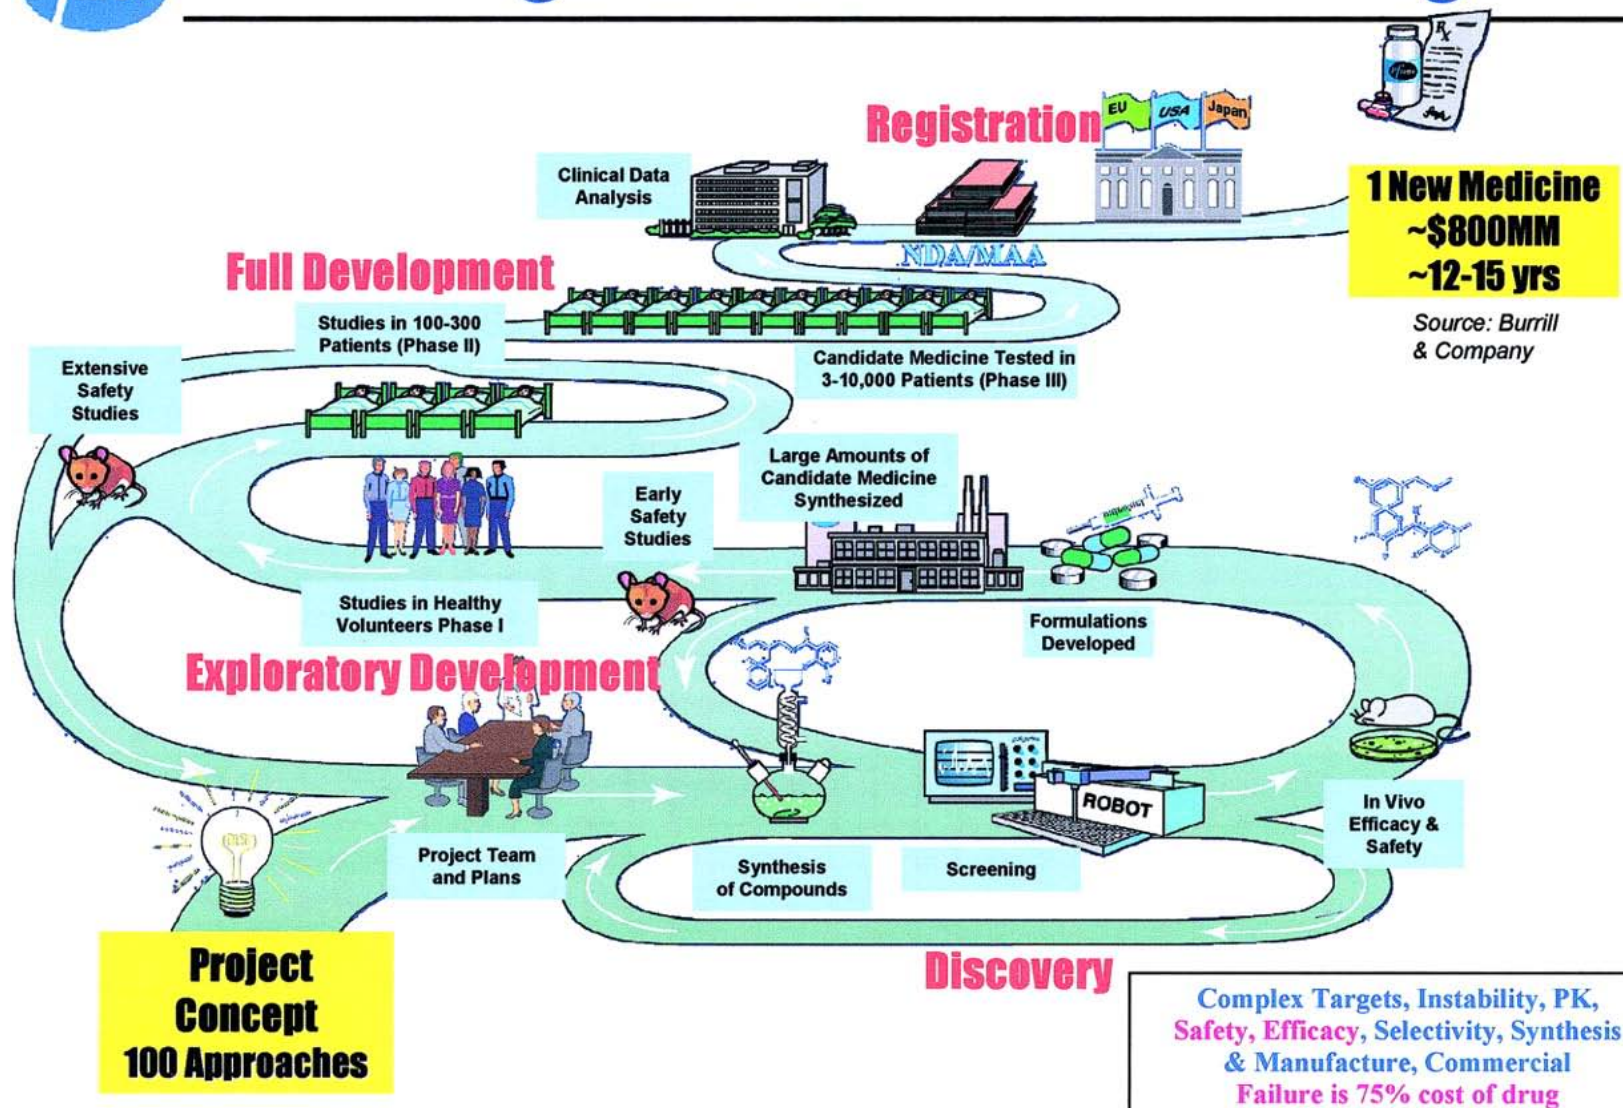 Registration
EU
USA
Japan
Rx
Pfizer
Clinical Data
Analysis
1 New Medicine
~$800MM
~12-15 yrs
NDA/MAA
Full Development
Source: Burrill
& Company
Studies in 100-300
Patients (Phase II)
Candidate Medicine Tested in
3-10,000 Patients (Phase III)
Extensive
Safety
Studies
Large Amounts of
Candidate Medicine
Synthesized
Early
Safety
Studies
Studies in Healthy
Volunteers Phase I
Formulations
Developed
Exploratory Development
ROBOT
In Vivo
Efficacy &
Safety
Project Team
and Plans
Synthesis
of Compounds
Screening
Project
Concept
100 Approaches
Discovery
Complex Targets, Instability, PK,
Safety, Efficacy, Selectivity, Synthesis
& Manufacture, Commercial
Failure is 75% cost of drug